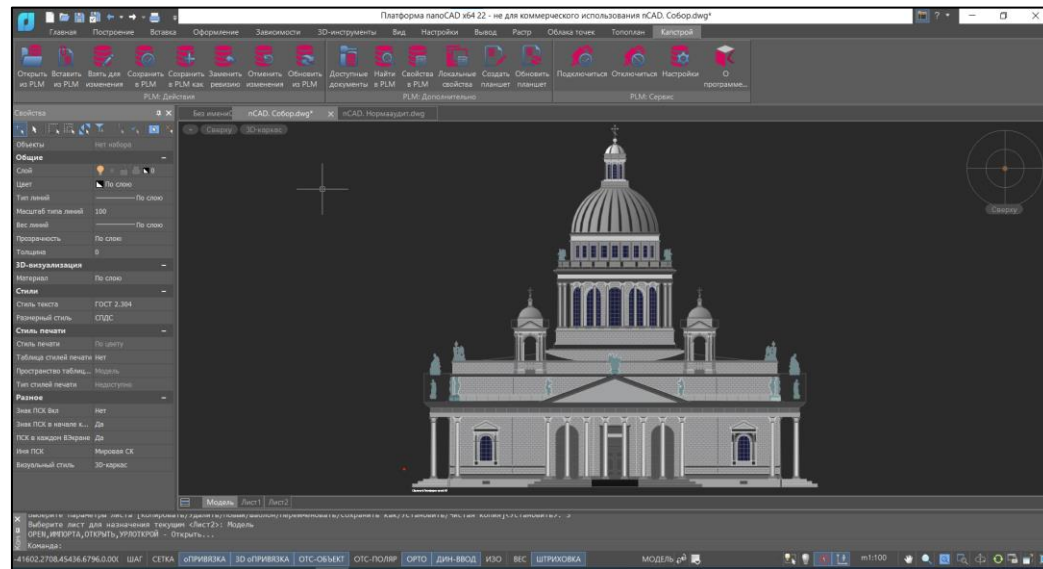 Платформа nanoCAD x64 22 - не для коммерческого использования nCAD. Собор.dwg*
Главная Построение Вставка Оформление Зависимости 3D-инструменты Вид Настройки Вывод Растр Облака точек Топоплан Капстрой
Открыть из PLM
Вставить из PLM
Взять для изменения
Сохранить в PLM
Сохранить в PLM как
Заменить ревизию
Отменить изменения
Обновить из PLM
Доступные документы
Найти в PLM
Свойства в PLM
Локальные свойства
Создать планшет
Обновить планшет
Подключиться
Отключиться
Настройки
О программе...
PLM: Действия PLM: Дополнительно PLM: Сервис
Свойства
Без имени0 nCAD. Собор.dwg* nCAD. Нормааудит.dwg
Сверху 3D-каркас
Объекты Нет набора
Общие
Слой 0
Цвет По слою
Тип линий По слою
Масштаб типа линий 100
Вес линий По слою
Прозрачность По слою
Толщина 0
3D-визуализация
Материал По слою
Стили
Стиль текста ГОСТ 2.304
Размерный стиль СПДС
Стиль печати
Стиль печати По цвету
Таблица стилей печати Нет
Пространство таблиц... Модель
Тип стилей печати Недоступно
Разное
Знак ПСК Вкл Нет
Знак ПСК в начале к... Да
ПСК в каждом ВЭкране Да
Имя ПСК Мировая СК
Визуальный стиль 3D-каркас
Сверху
Модель Лист1 Лист2
Выберите лист для назначения текущим <Лист2>: Модель
OPEN,ИМПОРТА,ОТКРЫТЬ,УРЛОТКРОЙ - Открыть...
Команда:
ШАГ СЕТКА оПРИВЯЗКА 3D оПРИВЯЗКА ОТС-ОБЪЕКТ ОТС-ПОЛЯР ОРТО ДИН-ВВОД ИЗО ВЕС ШТРИХОВКА МОДЕЛЬ m1:100